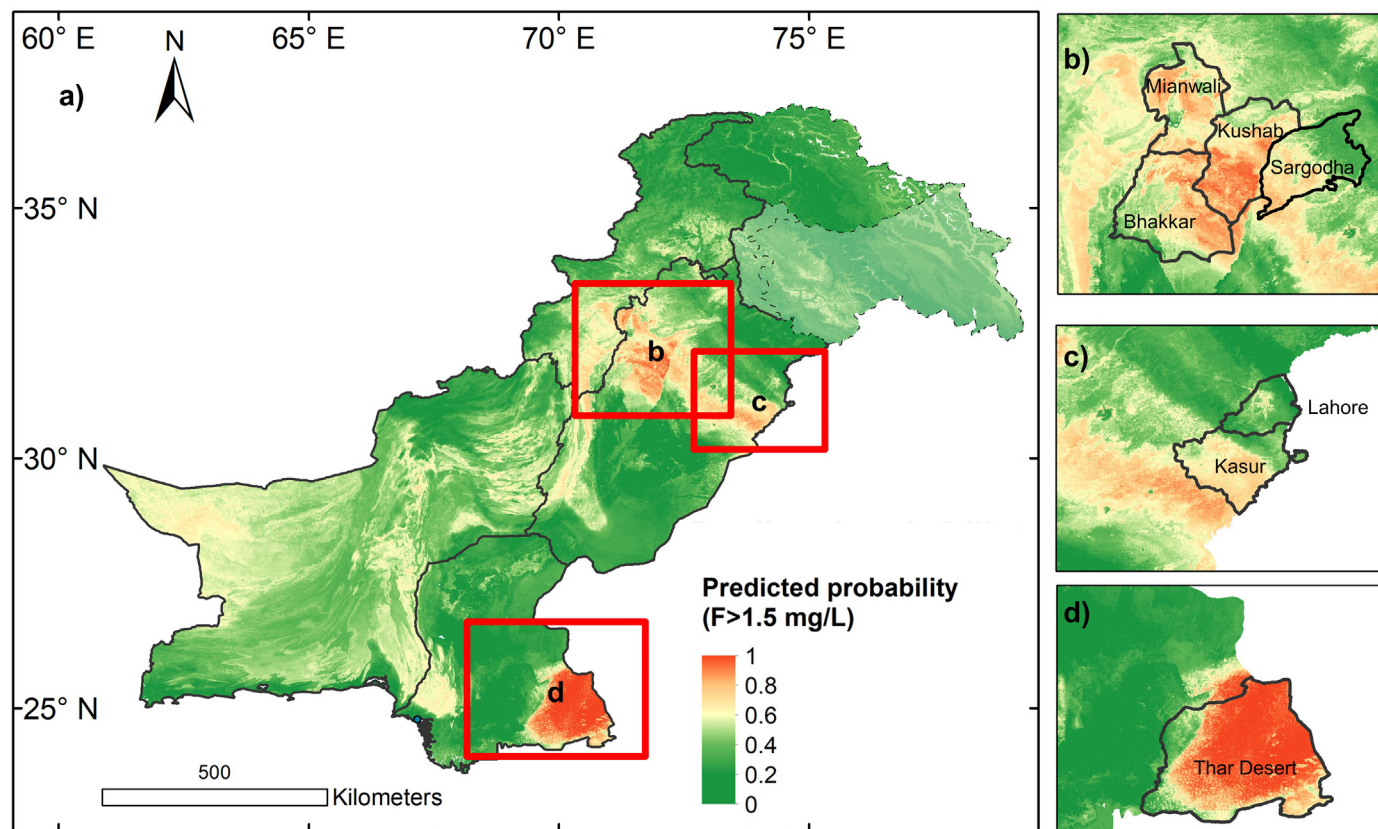 60° E
65° E
70° E
75° E
N
a)
35° N
30° N
25° N
b
c
d
Predicted probability
(F>1.5 mg/L)
1
0.8
0.6
0.4
0.2
0
500
Kilometers
b)
Mianwali
Kushab
Sargodha
Bhakkar
c)
Lahore
Kasur
d)
Thar Desert